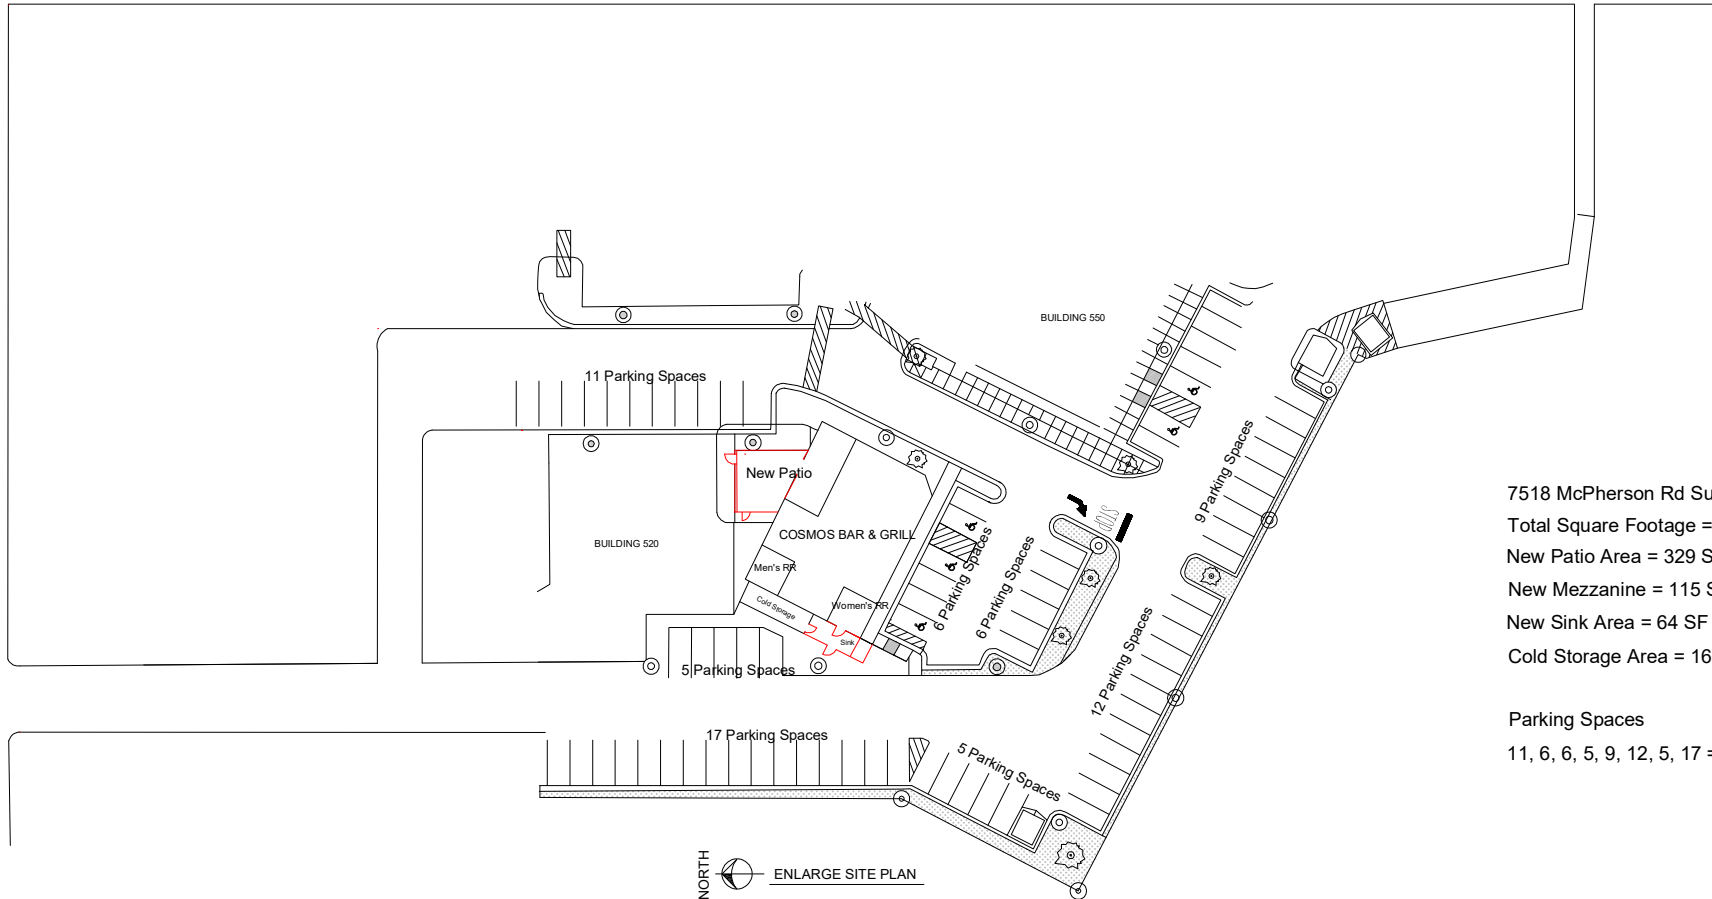 BUILDING 550
11 Parking Spaces
New Patio
COSMOS BAR & GRILL
BUILDING 520
Men's RR
Cold Storage
Women's RR
Sink
6 Parking Spaces
6 Parking Spaces
STOP
9 Parking Spaces
12 Parking Spaces
5 Parking Spaces
17 Parking Spaces
5 Parking Spaces
7518 McPherson Rd Su
Total Square Footage =
New Patio Area = 329 S
New Mezzanine = 115 S
New Sink Area = 64 SF
Cold Storage Area = 16
Parking Spaces
11, 6, 6, 5, 9, 12, 5, 17 =
NORTH
ENLARGE SITE PLAN